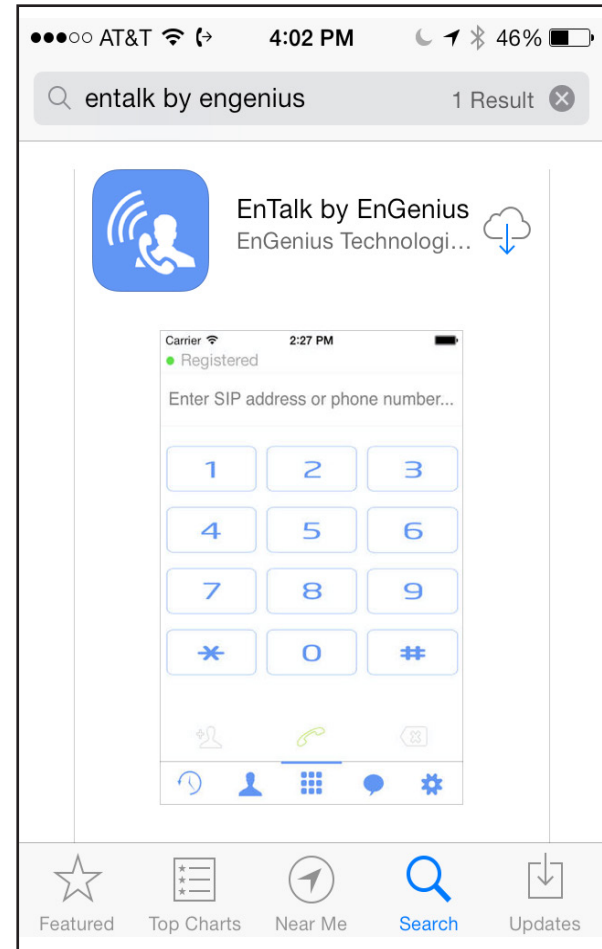 AT&T 4:02 PM 46%
entalk by engenius 1 Result
EnTalk by EnGenius
EnGenius Technologi...
Carrier 2:27 PM
Registered
Enter SIP address or phone number...
1 2 3
4 5 6
7 8 9
* 0 #
Featured Top Charts Near Me Search Updates